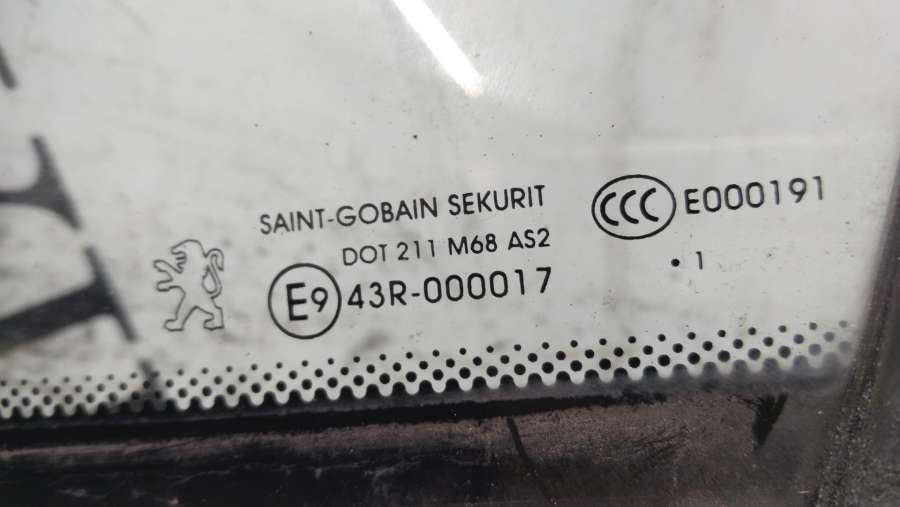 SAINT-GOBAIN SEKURIT
DOT 211 M68 AS2
E9 43R-000017
CCC E000191
• 1